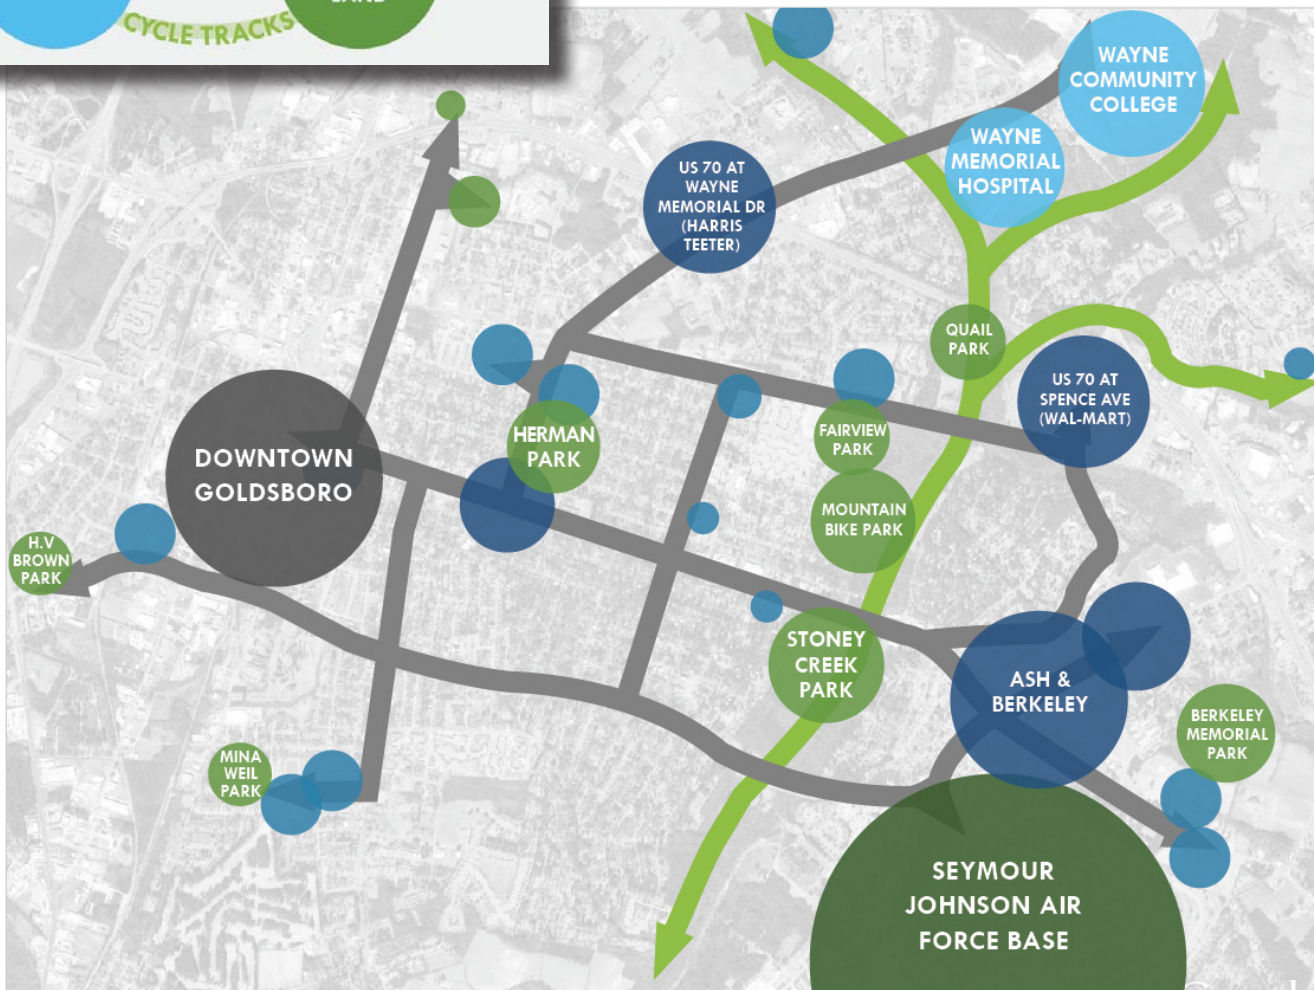 CYCLE TRACKS
WAYNE
COMMUNITY
COLLEGE
WAYNE
MEMORIAL
HOSPITAL
US 70 AT
WAYNE
MEMORIAL DR
(HARRIS
TEETER)
QUAIL
PARK
US 70 AT
SPENCE AVE
(WAL-MART)
HERMAN
PARK
FAIRVIEW
PARK
DOWNTOWN
GOLDSBORO
MOUNTAIN
BIKE PARK
H.V
BROWN
PARK
STONEY
CREEK
PARK
ASH &
BERKELEY
BERKELEY
MEMORIAL
PARK
MINA
WEIL
PARK
SEYMOUR
JOHNSON AIR
FORCE BASE